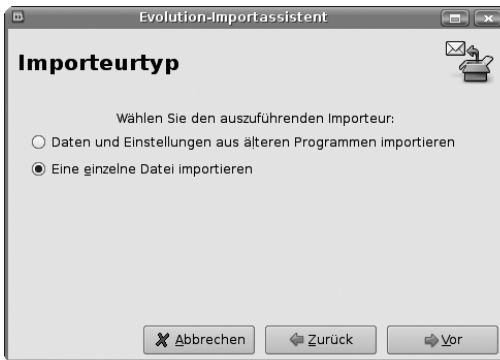 Evolution-Importassistent
Importeurtyp
Wählen Sie den auszuführenden Importeur:
Daten und Einstellungen aus älteren Programmen importieren
Eine einzelne Datei importieren
Abbrechen
Zurück
Vor